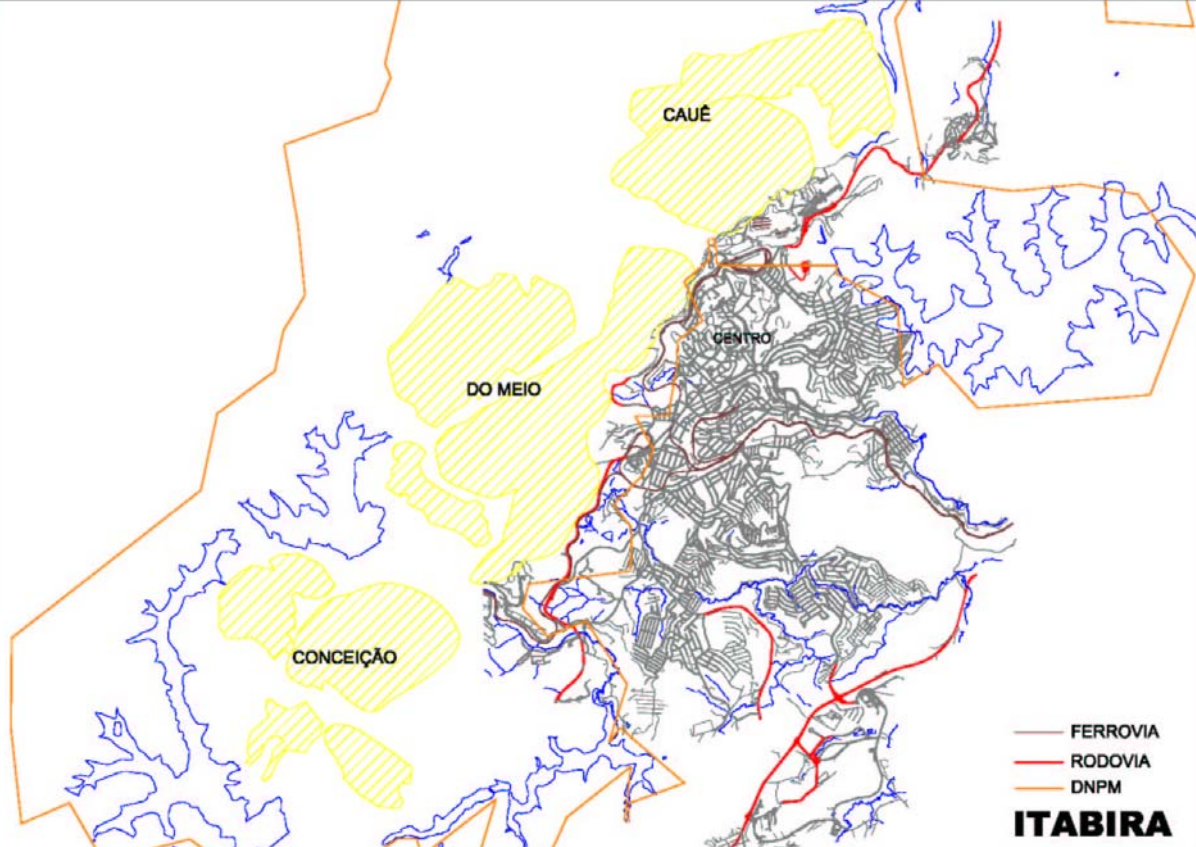 CAUÊ
CENTRO
DO MEIO
CONCEIÇÃO
FERROVIA
RODOVIA
DNPM
ITABIRA